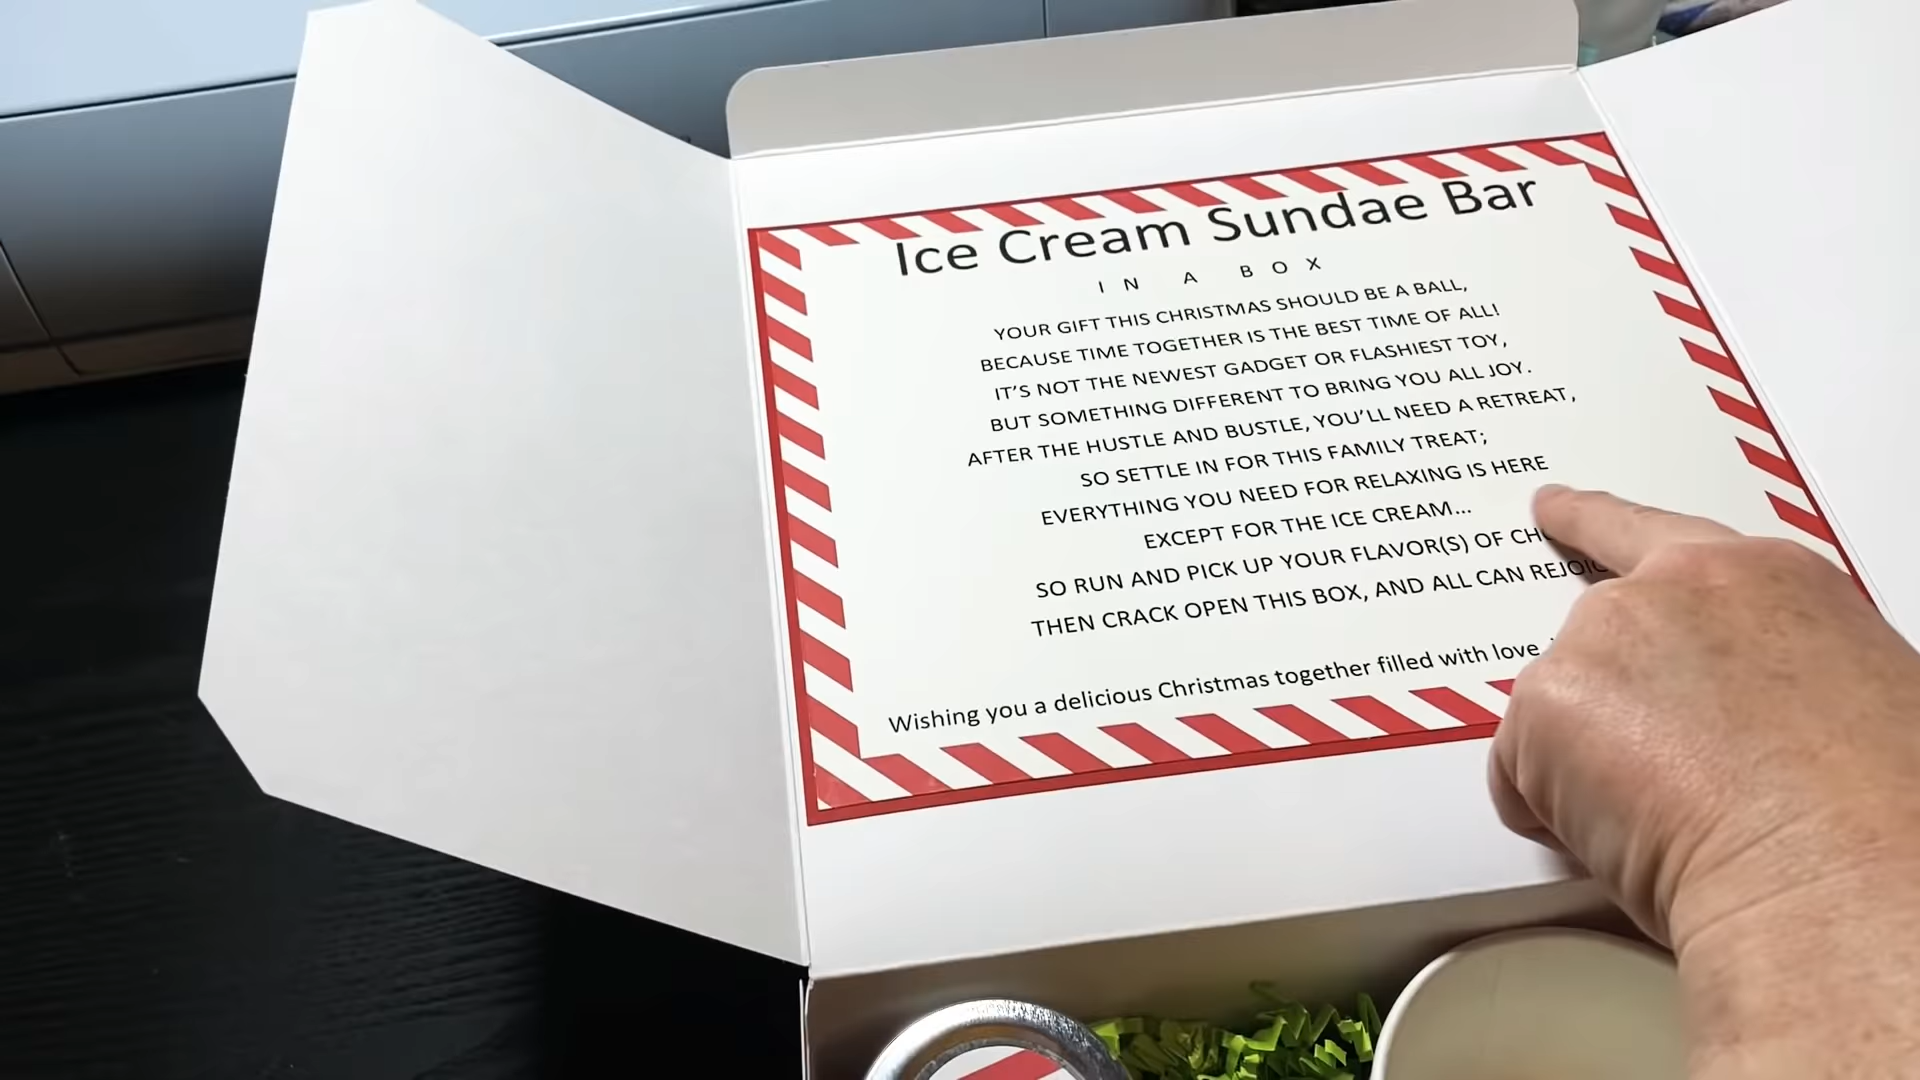 Ice Cream Sundae Bar
IN A BOX
YOUR GIFT THIS CHRISTMAS SHOULD BE A BALL,
BECAUSE TIME TOGETHER IS THE BEST TIME OF ALL!
IT'S NOT THE NEWEST GADGET OR FLASHIEST TOY,
BUT SOMETHING DIFFERENT TO BRING YOU ALL JOY.
AFTER THE HUSTLE AND BUSTLE, YOU'LL NEED A RETREAT,
SO SETTLE IN FOR THIS FAMILY TREAT;
EVERYTHING YOU NEED FOR RELAXING IS HERE
EXCEPT FOR THE ICE CREAM...
SO RUN AND PICK UP YOUR FLAVOR(S) OF
THEN CRACK OPEN THIS BOX, AND ALL CAN
Wishing you a delicious Christmas together filled with love